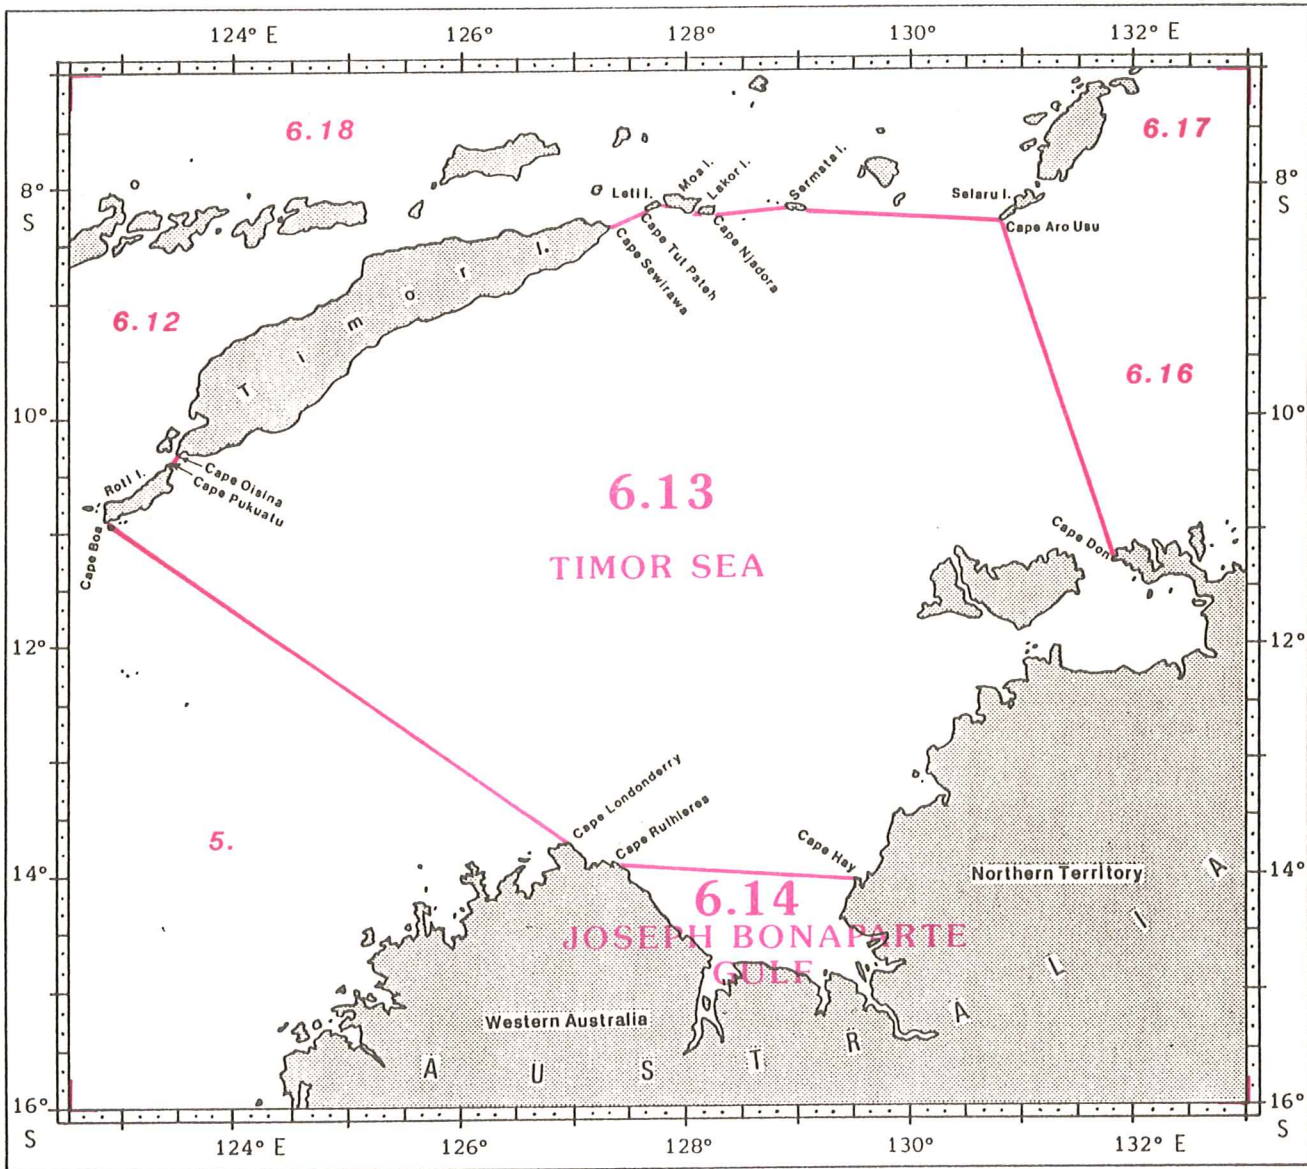 124° E 126° 128° 130° 132° E
6.18
6.17
8°
S
8°
S
Leti I.
Moa I.
Lakor I.
Sermata I.
Selaru I.
Cape Aro Usu
Cape Njadora
Cape Tut Pateh
Cape Sewirawa
Timor I.
6.12
6.16
10°
10°
Roti I.
Cape Oisina
Cape Pukuatu
Cape Boa
6.13
TIMOR SEA
Cape Don
12°
12°
Cape Londonderry
Cape Rulhieres
Cape Hay
5.
14°
14°
6.14
JOSEPH BONAPARTE
GULF
Northern Territory
Western Australia
AUSTRALIA
16°
S
16°
S
124° E 126° 128° 130° 132° E